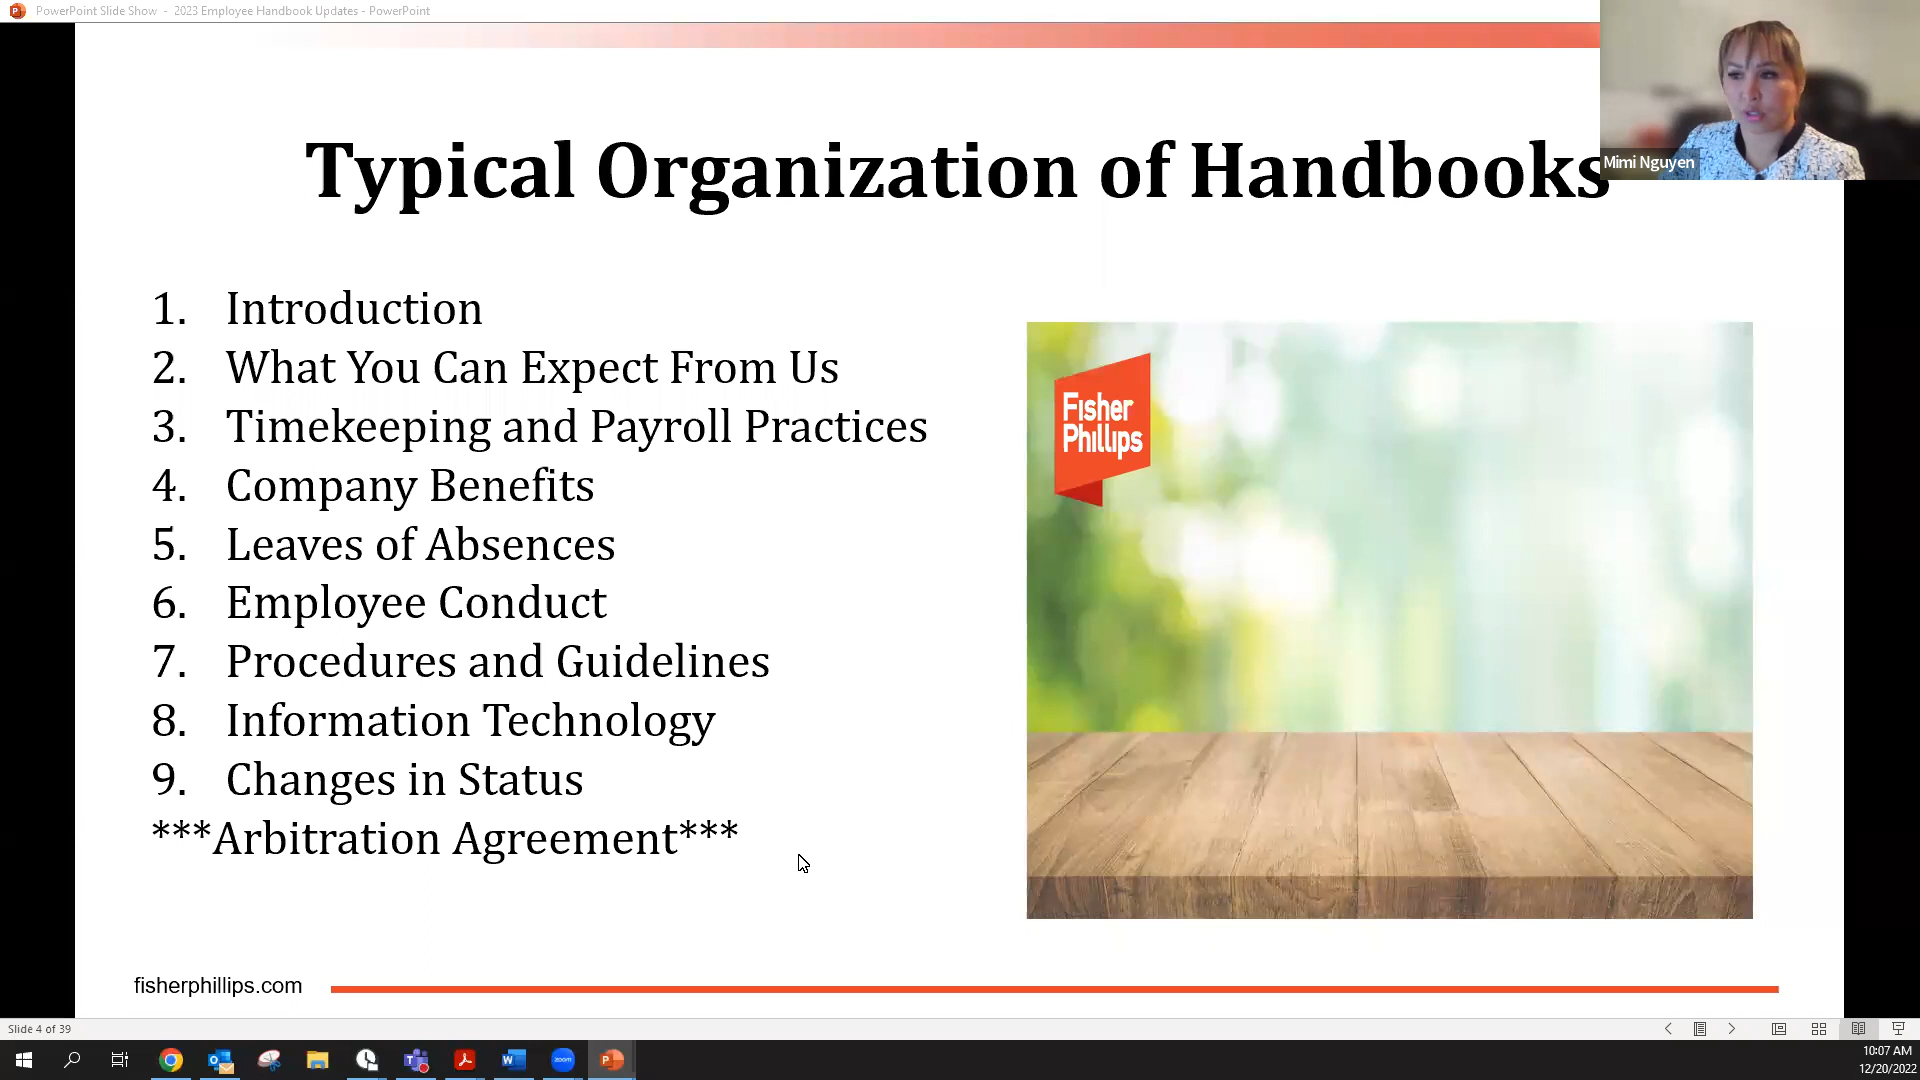 PowerPoint Slide Show - 2023 Employee Handbook Updates - PowerPoint
Mimi Nguyen
Typical Organization of Handbooks
1. Introduction
2. What You Can Expect From Us
3. Timekeeping and Payroll Practices
4. Company Benefits
5. Leaves of Absences
6. Employee Conduct
7. Procedures and Guidelines
8. Information Technology
9. Changes in Status
***Arbitration Agreement***
Fisher
Phillips
fisherphillips.com
Slide 4 of 39
zoom
10:07 AM
12/20/2022